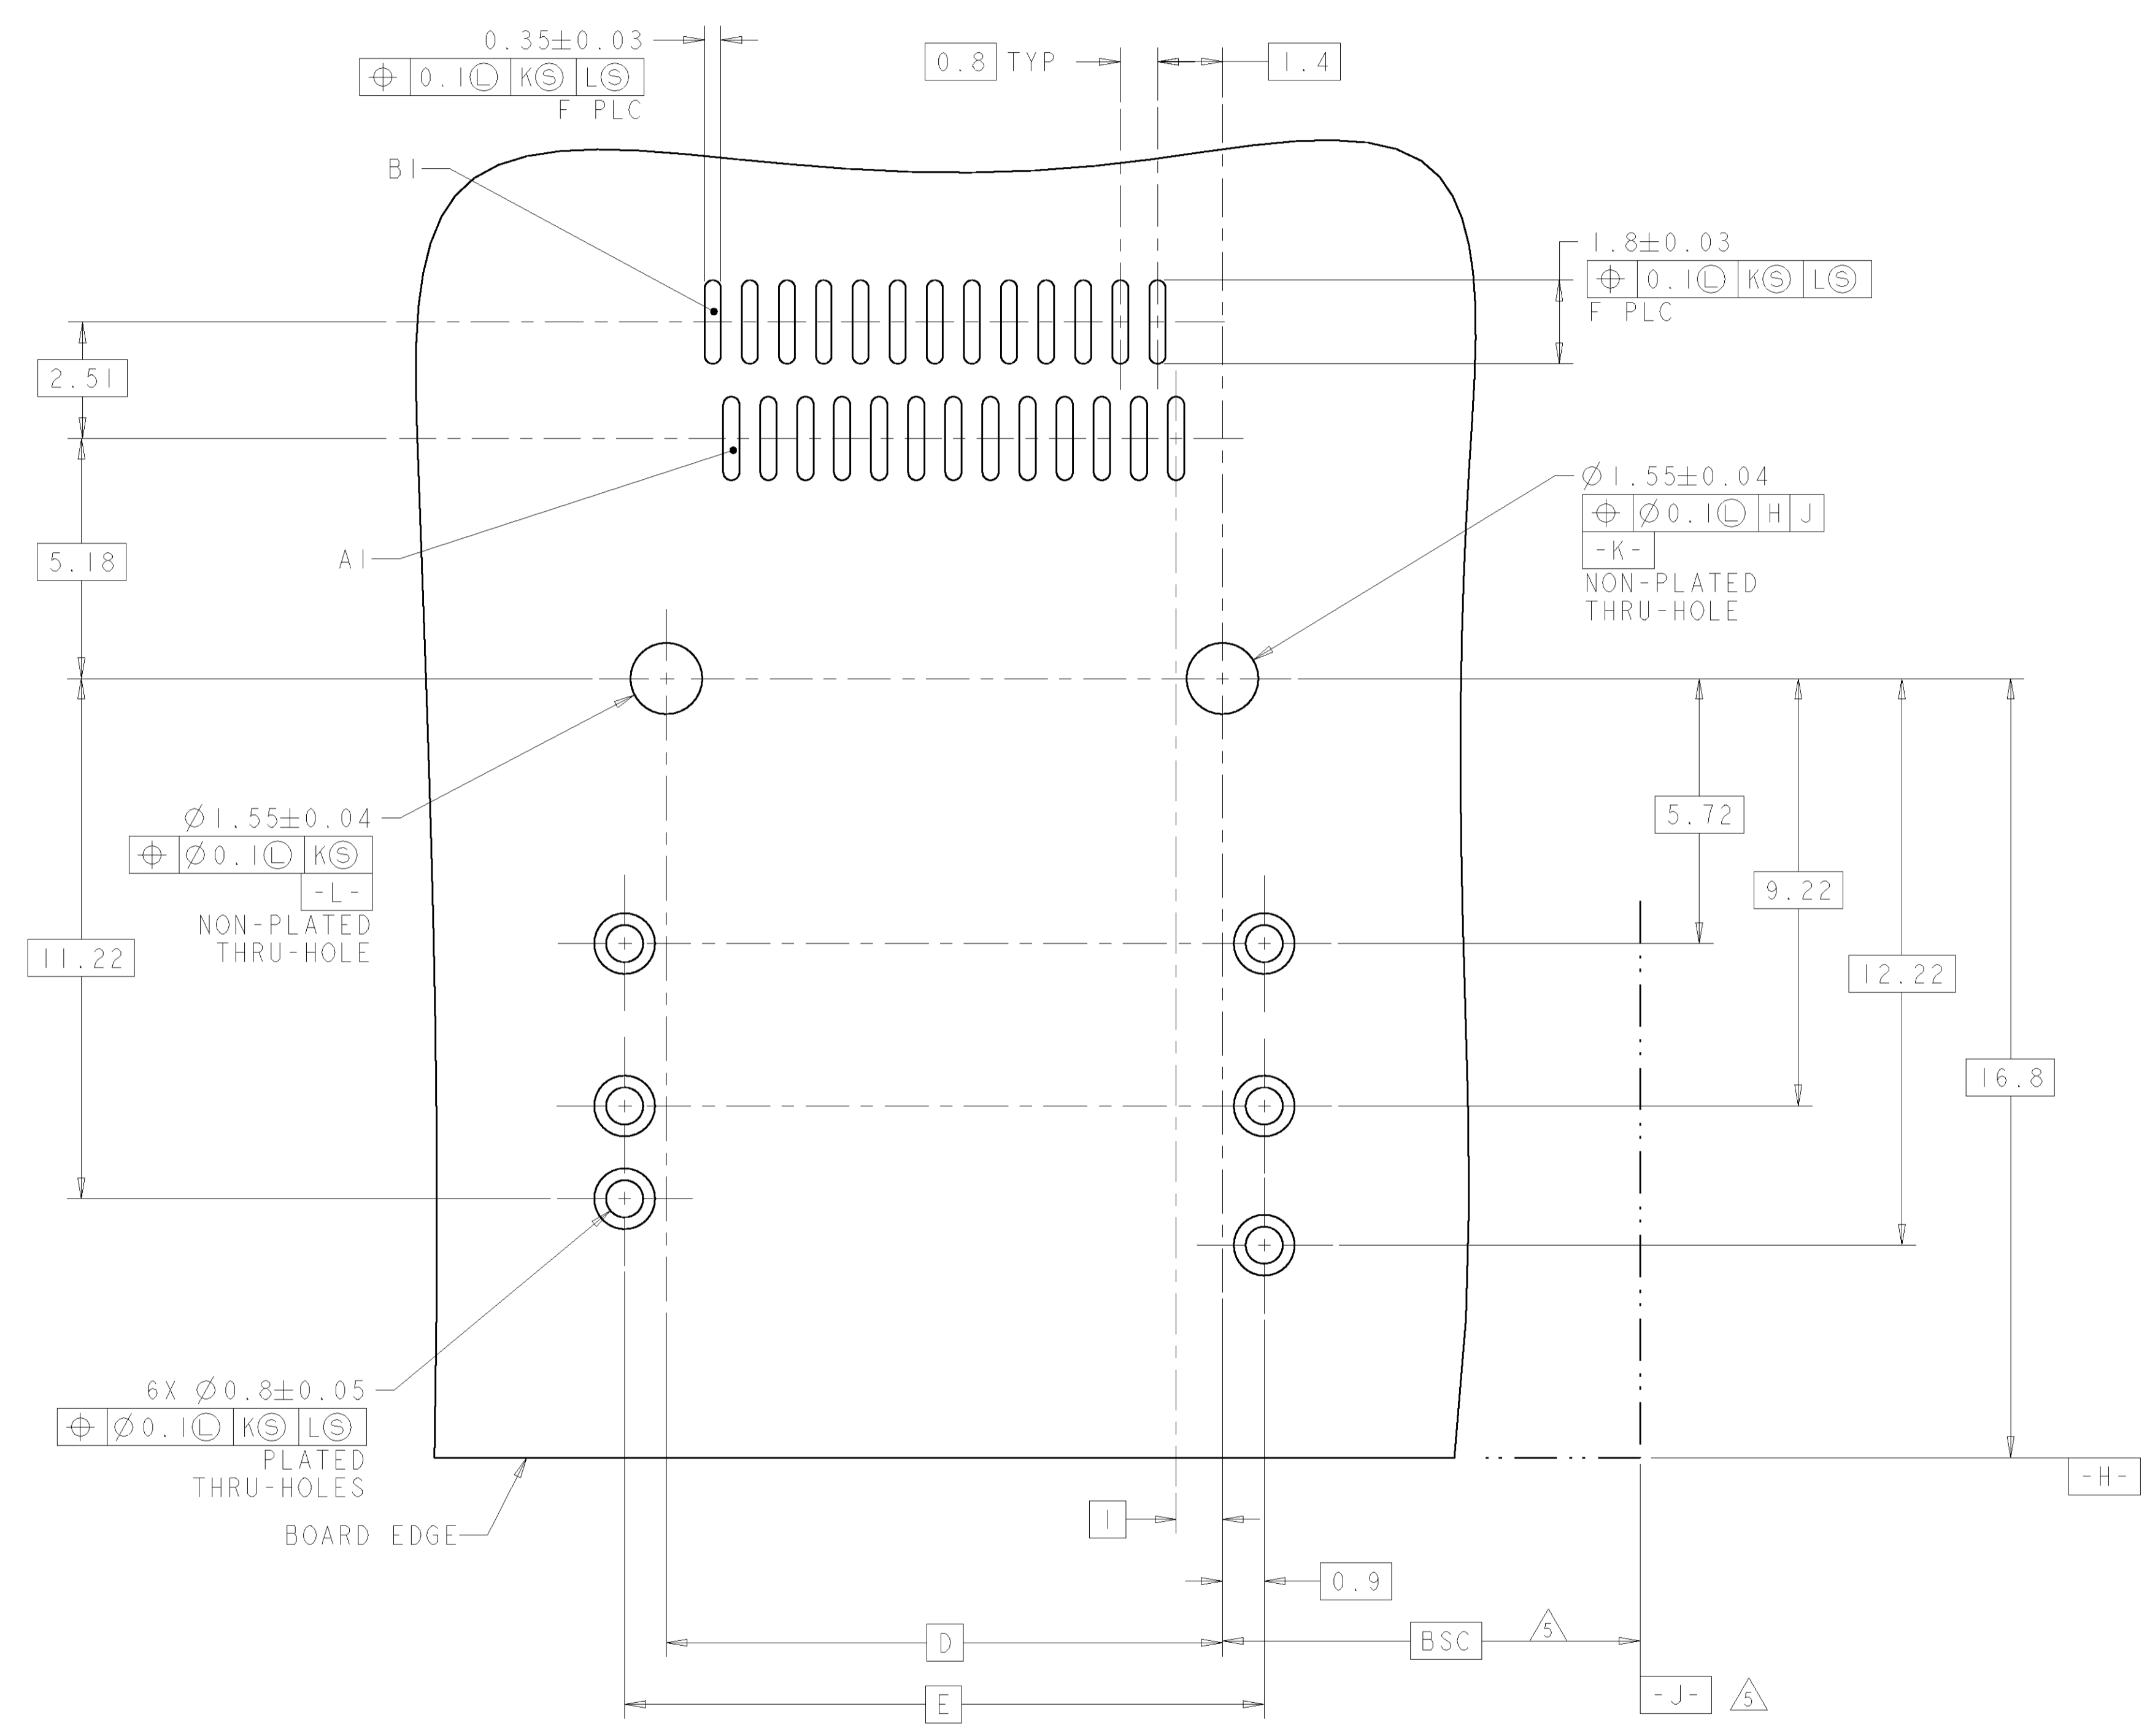 0.35±0.03
⌖ 0.1Ⓛ KⓈ LⓈ
F PLC
0.8 TYP
1.4
B1
1.8±0.03
⌖ 0.1Ⓛ KⓈ LⓈ
F PLC
2.51
5.18
A1
Ø1.55±0.04
⌖ Ø0.1Ⓛ H J
-K-
NON-PLATED
THRU-HOLE
Ø1.55±0.04
⌖ Ø0.1Ⓛ KⓈ
-L-
NON-PLATED
THRU-HOLE
11.22
5.72
9.22
12.22
16.8
6X Ø0.8±0.05
⌖ Ø0.1Ⓛ KⓈ LⓈ
PLATED
THRU-HOLES
BOARD EDGE
-H-
1
0.9
D
BSC 5
E
-J- 5